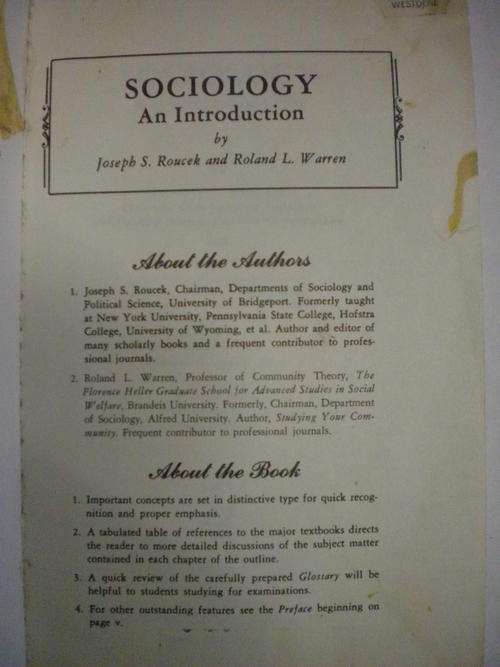 WESTDENE
SOCIOLOGY
An Introduction
by
Joseph S. Roucek and Roland L. Warren
About the Authors
1. Joseph S. Roucek, Chairman, Departments of Sociology and
Political Science, University of Bridgeport. Formerly taught
at New York University, Pennsylvania State College, Hofstra
College, University of Wyoming, et al. Author and editor of
many scholarly books and a frequent contributor to profes-
sional journals.
2. Roland L. Warren, Professor of Community Theory, The
Florence Heller Graduate School for Advanced Studies in Social
Welfare, Brandeis University. Formerly, Chairman, Department
of Sociology, Alfred University. Author, Studying Your Com-
munity. Frequent contributor to professional journals.
About the Book
1. Important concepts are set in distinctive type for quick recog-
nition and proper emphasis.
2. A tabulated table of references to the major textbooks directs
the reader to more detailed discussions of the subject matter
contained in each chapter of the outline.
3. A quick review of the carefully prepared Glossary will be
helpful to students studying for examinations.
4. For other outstanding features see the Preface beginning on
page v.